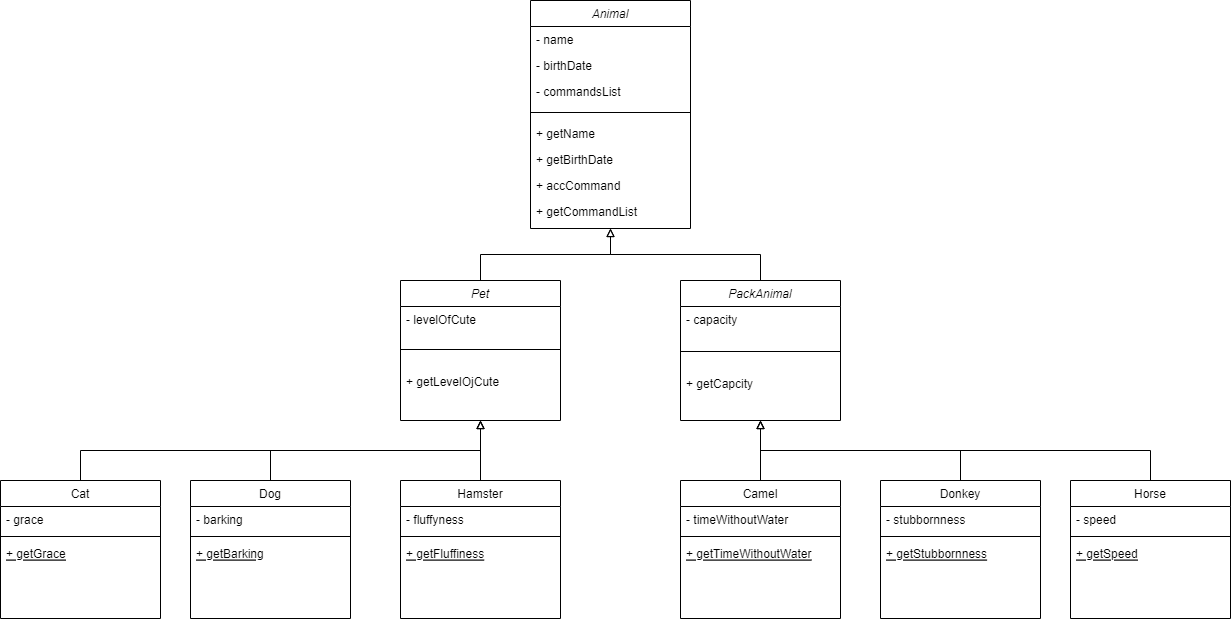 Animal
- name
- birthDate
- commandsList
+ getName
+ getBirthDate
+ accCommand
+ getCommandList
Pet
- levelOfCute
+ getLevelOjCute
PackAnimal
- capacity
+ getCapcity
Cat
- grace
+ getGrace
Dog
- barking
+ getBarking
Hamster
- fluffyness
+ getFluffiness
Camel
- timeWithoutWater
+ getTimeWithoutWater
Donkey
- stubbornness
+ getStubbornness
Horse
- speed
+ getSpeed